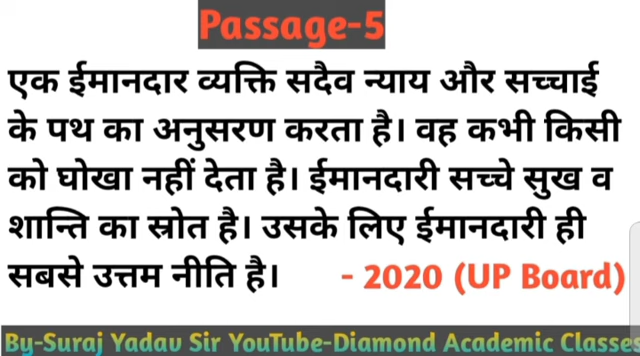 Passage-5
एक ईमानदार व्यक्ति सदैव न्याय और सच्चाई
के पथ का अनुसरण करता है। वह कभी किसी
को घोखा नहीं देता है। ईमानदारी सच्चे सुख व
शान्ति का स्रोत है। उसके लिए ईमानदारी ही
सबसे उत्तम नीति है। - 2020 (UP Board)
By-Suraj Yadav Sir YouTube-Diamond Academic Classes